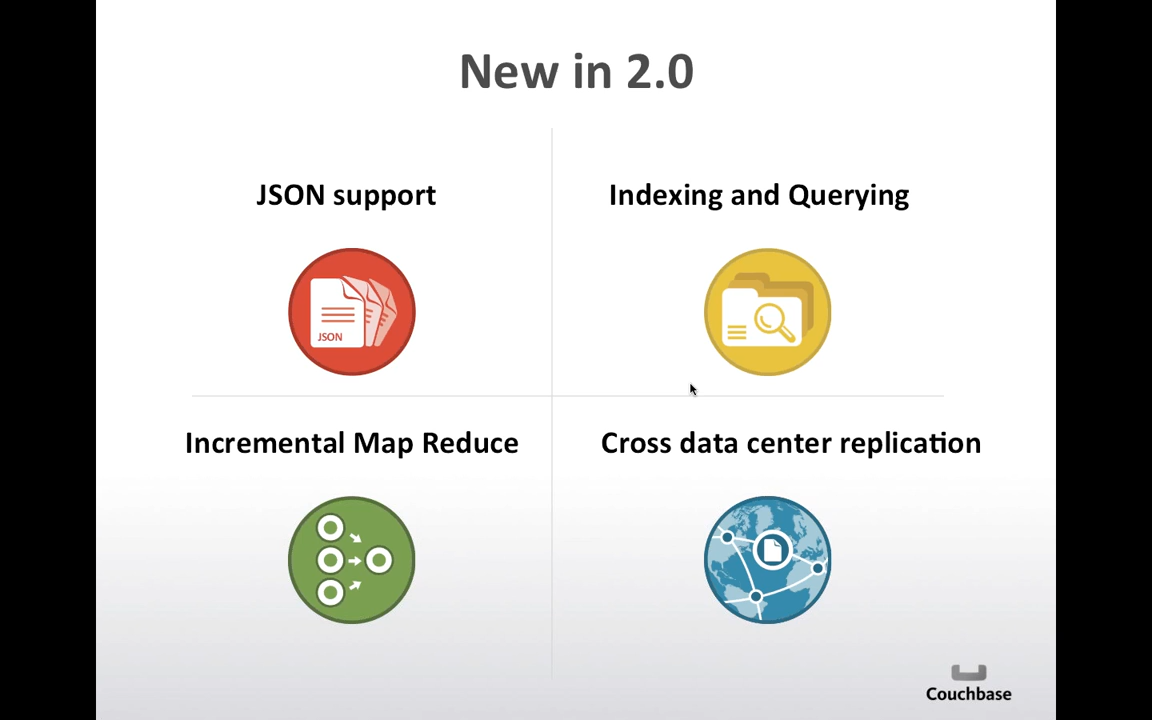 New in 2.0
JSON support
Indexing and Querying
JSON
Incremental Map Reduce
Cross data center replication
Couchbase